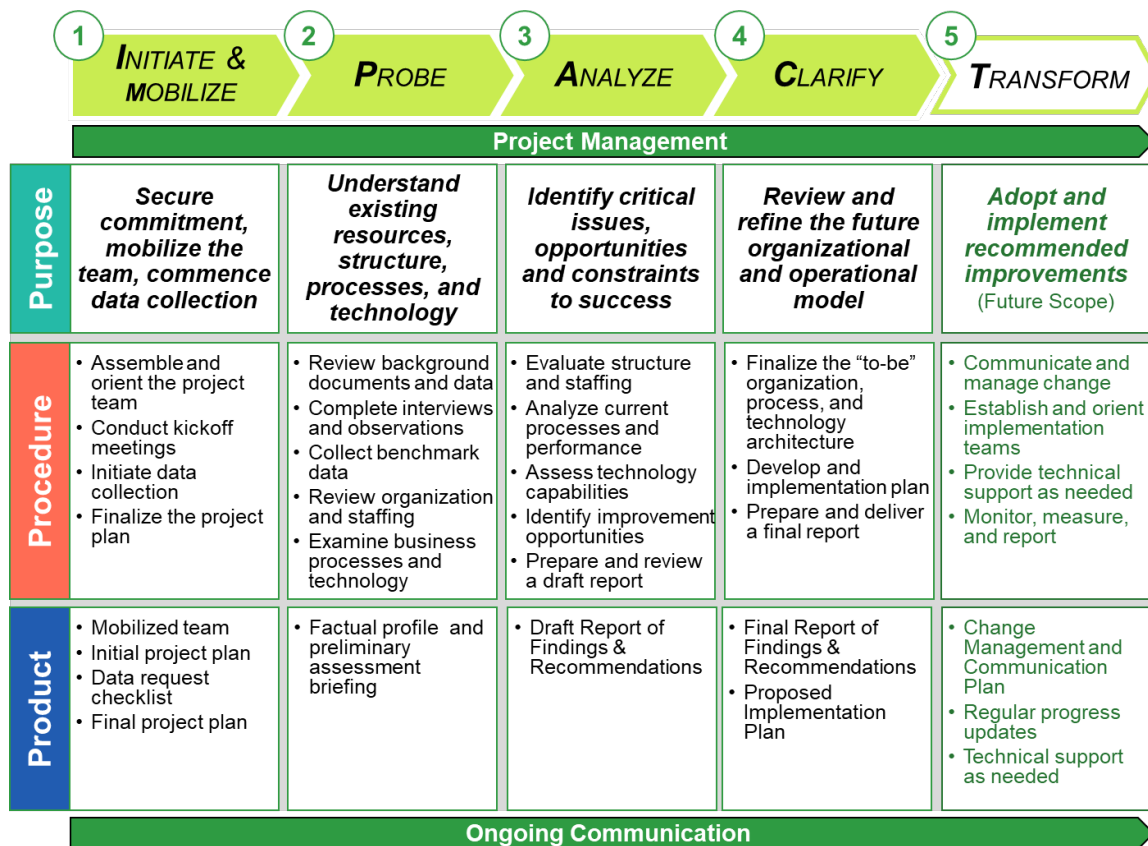 1
INITIATE &
MOBILIZE
2
PROBE
3
ANALYZE
4
CLARIFY
5
TRANSFORM
Project Management
Purpose
Secure
commitment,
mobilize the
team, commence
data collection
Understand
existing
resources,
structure,
processes, and
technology
Identify critical
issues,
opportunities
and constraints
to success
Review and
refine the future
organizational
and operational
model
Adopt and
implement
recommended
improvements
(Future Scope)
Procedure
• Assemble and
orient the project
team
• Conduct kickoff
meetings
• Initiate data
collection
• Finalize the project
plan
• Review background
documents and data
• Complete interviews
and observations
• Collect benchmark
data
• Review organization
and staffing
• Examine business
processes and
technology
• Evaluate structure
and staffing
• Analyze current
processes and
performance
• Assess technology
capabilities
• Identify improvement
opportunities
• Prepare and review
a draft report
• Finalize the “to-be”
organization,
process, and
technology
architecture
• Develop and
implementation plan
• Prepare and deliver
a final report
• Communicate and
manage change
• Establish and orient
implementation
teams
• Provide technical
support as needed
• Monitor, measure,
and report
Product
• Mobilized team
• Initial project plan
• Data request
checklist
• Final project plan
• Factual profile and
preliminary
assessment
briefing
• Draft Report of
Findings &
Recommendations
• Final Report of
Findings &
Recommendations
• Proposed
Implementation
Plan
• Change
Management and
Communication
Plan
• Regular progress
updates
• Technical support
as needed
Ongoing Communication